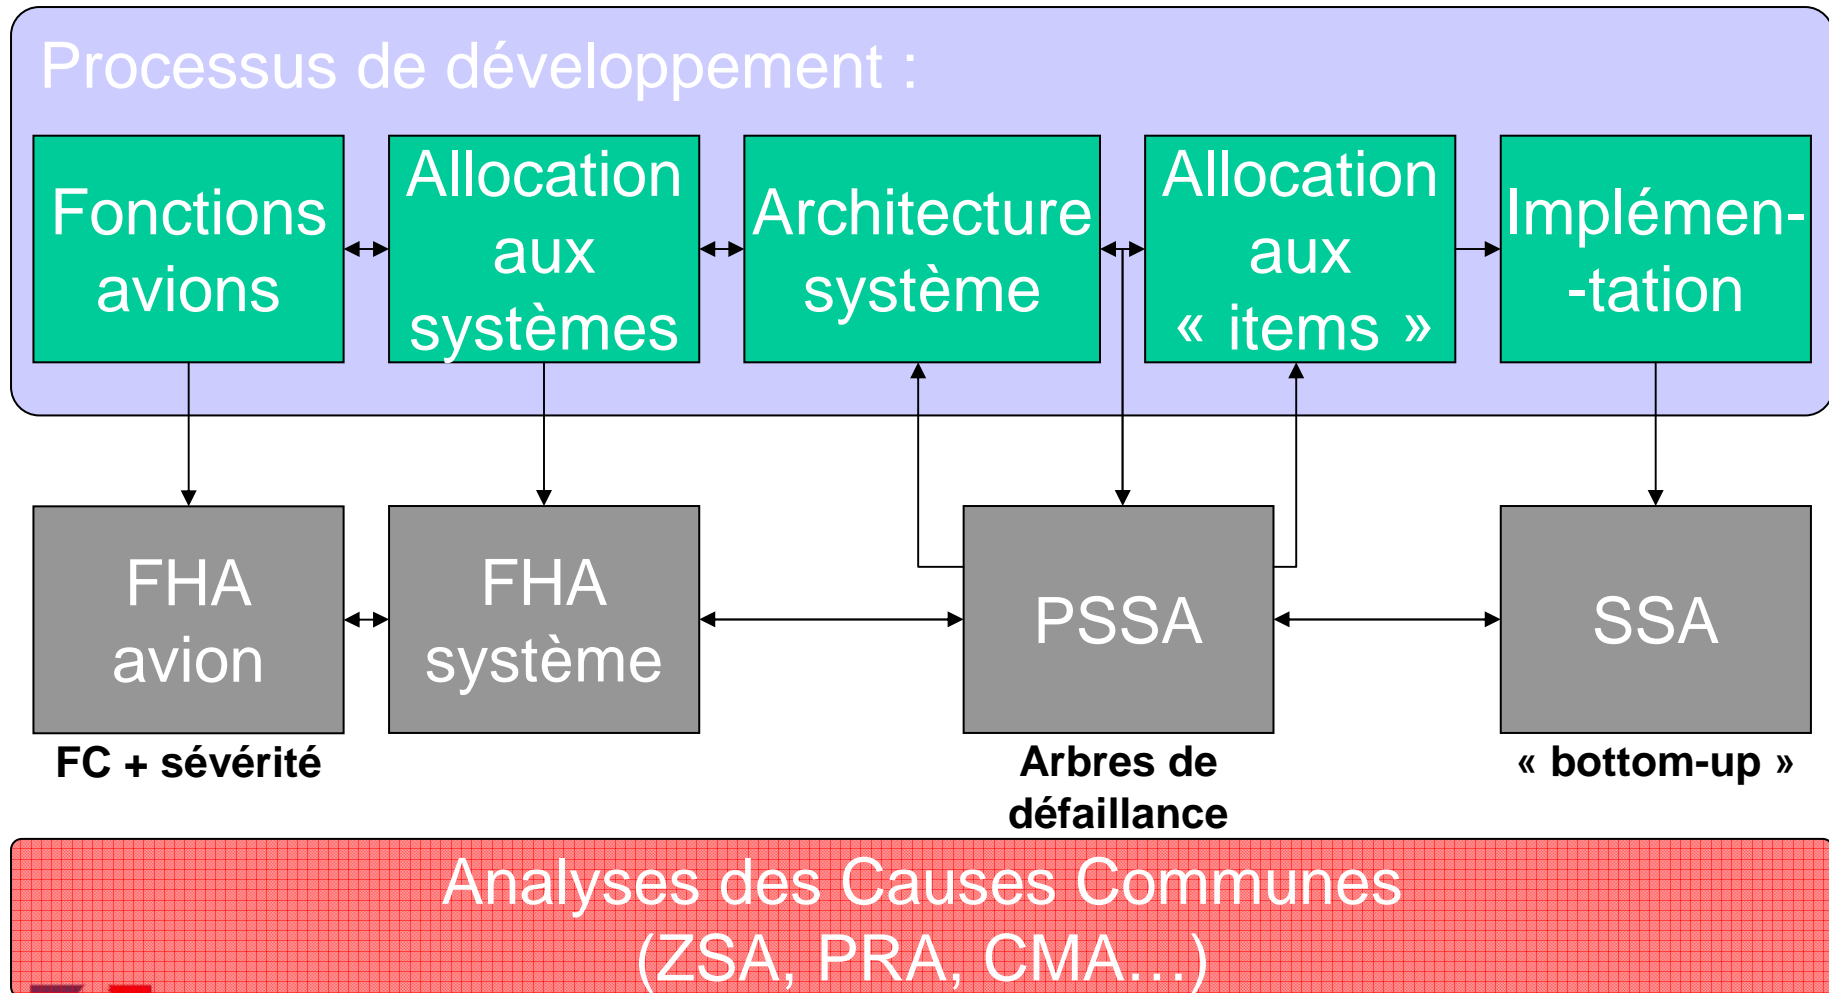 Processus de développement :
Fonctions
avions
Allocation
aux
systèmes
Architecture
système
Allocation
aux
« items »
Implémen-
-tation
FHA
avion
FHA
système
PSSA
SSA
FC + sévérité
Arbres de
défaillance
« bottom-up »
Analyses des Causes Communes
(ZSA, PRA, CMA…)